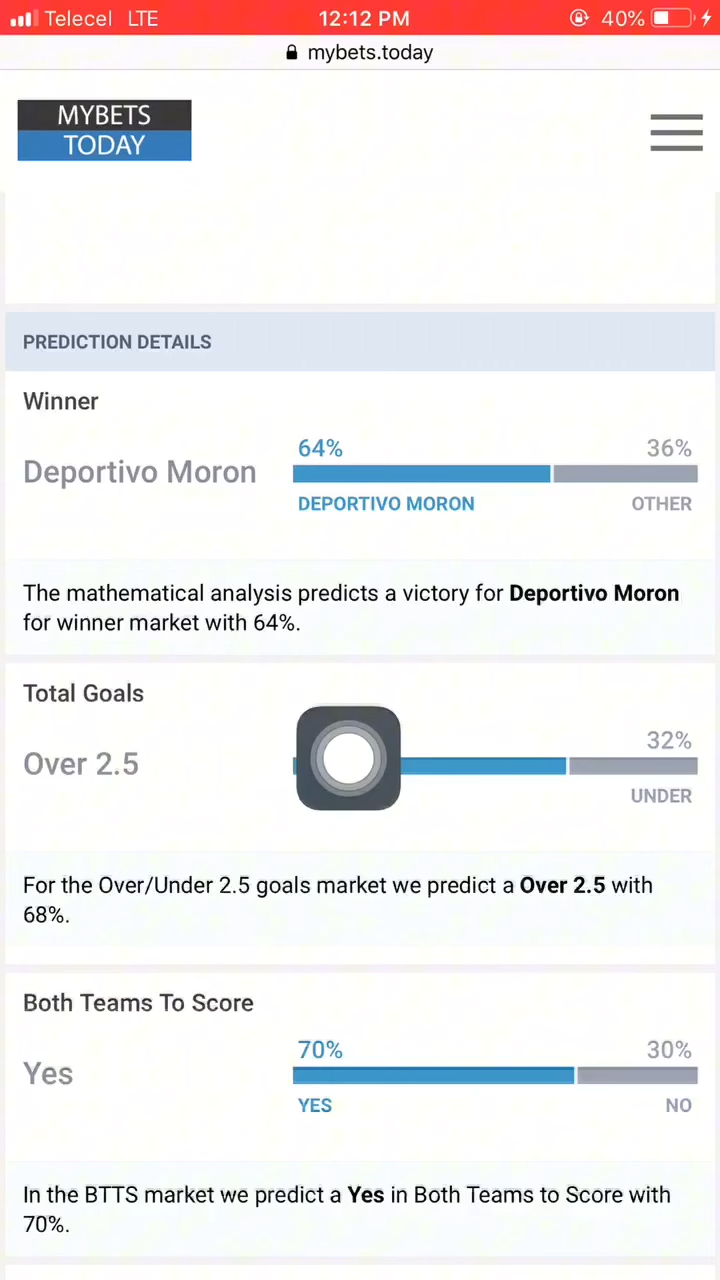 Telecel LTE 12:12 PM 40%
mybets.today
MYBETS
TODAY
PREDICTION DETAILS
Winner
64% 36%
Deportivo Moron
DEPORTIVO MORON OTHER
The mathematical analysis predicts a victory for Deportivo Moron
for winner market with 64%.
Total Goals
32%
Over 2.5
UNDER
For the Over/Under 2.5 goals market we predict a Over 2.5 with
68%.
Both Teams To Score
70% 30%
Yes
YES NO
In the BTTS market we predict a Yes in Both Teams to Score with
70%.